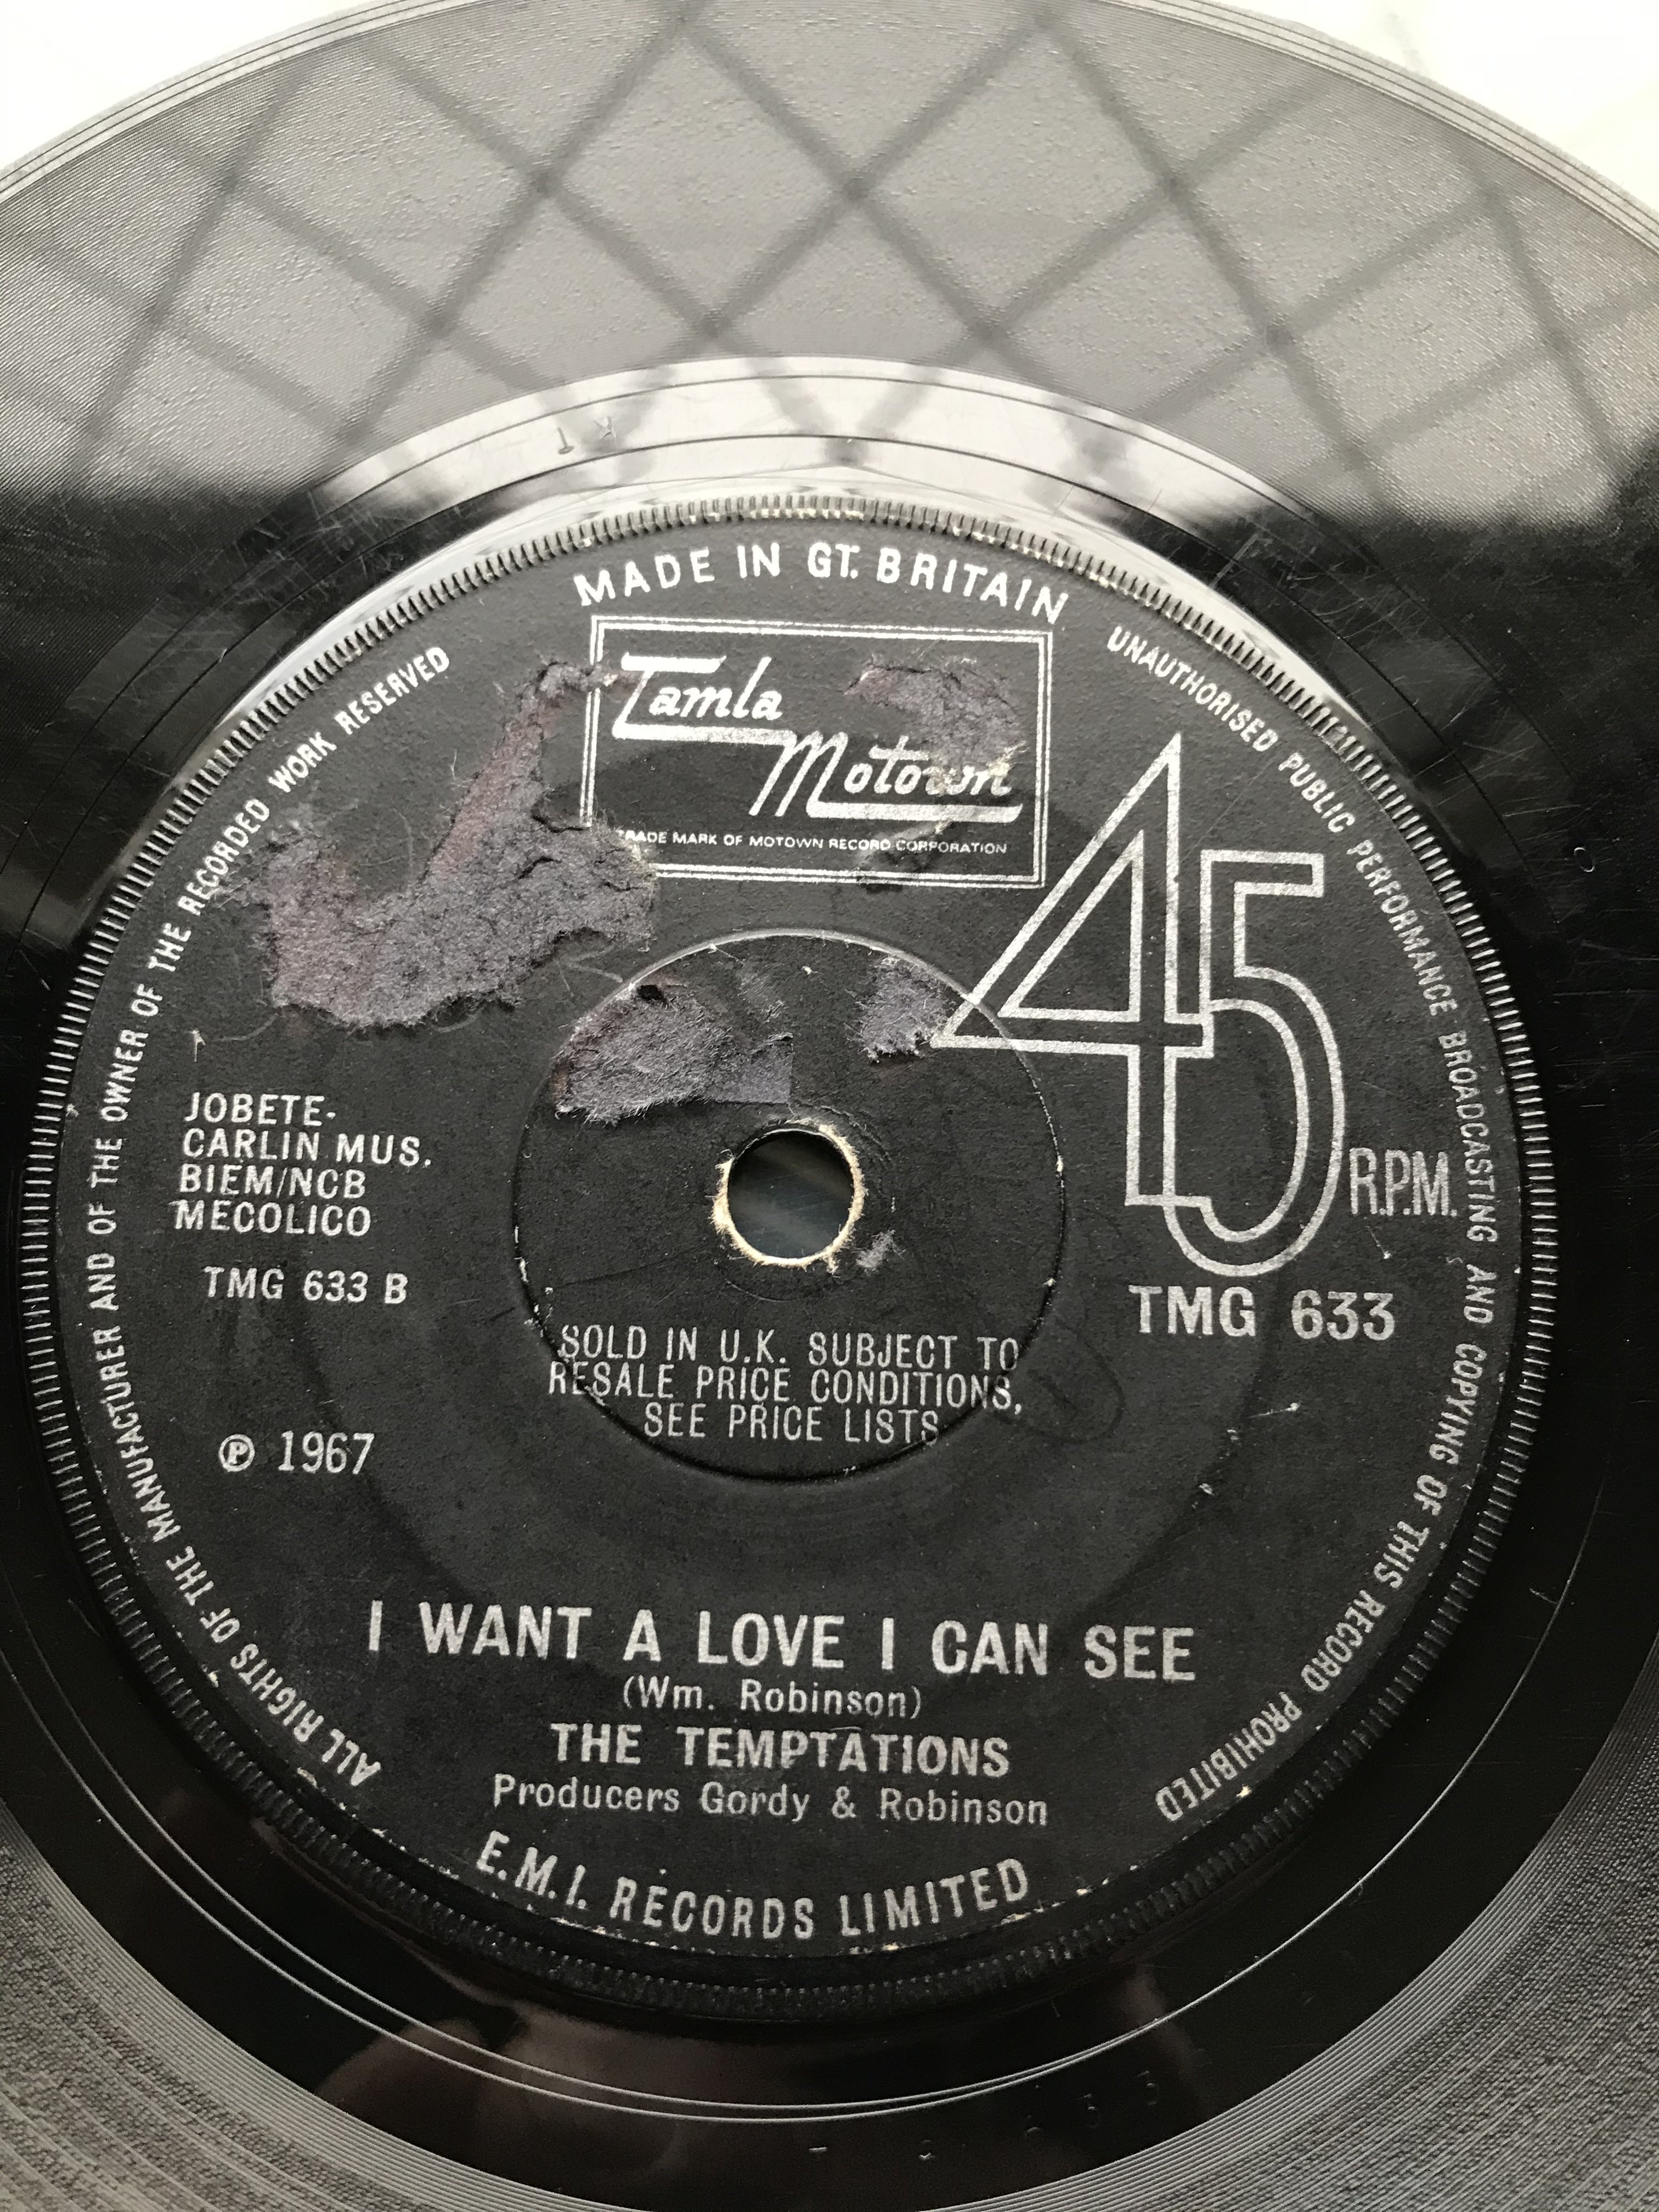 MADE IN GT. BRITAIN
Tamla
Motown
TRADE MARK OF MOTOWN RECORD CORPORATION
45
R.P.M.
TMG 633
JOBETE-
CARLIN MUS.
BIEM/NCB
MECOLICO
TMG 633 B
SOLD IN U.K. SUBJECT TO
RESALE PRICE CONDITIONS,
SEE PRICE LISTS
℗ 1967
I WANT A LOVE I CAN SEE
(Wm. Robinson)
THE TEMPTATIONS
Producers Gordy & Robinson
E.M.I. RECORDS LIMITED
ALL RIGHTS OF THE MANUFACTURER AND OF THE OWNER OF THE RECORDED WORK RESERVED
UNAUTHORISED PUBLIC PERFORMANCE BROADCASTING AND COPYING OF THIS RECORD PROHIBITED